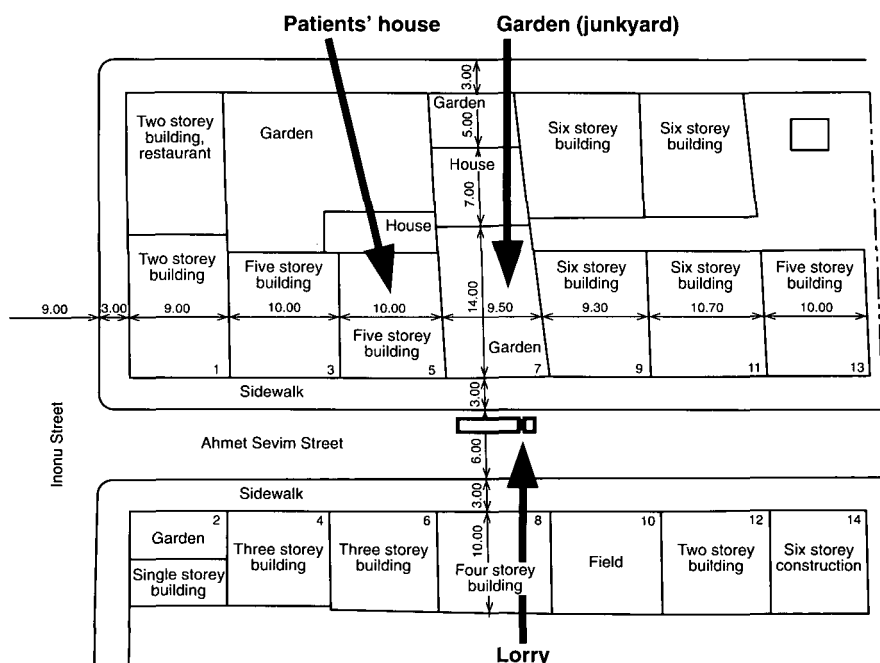 Patients' house
Garden (junkyard)
3.00
Two storey
building,
restaurant
Garden
Garden
5.00
House
7.00
Six storey
building
Six storey
building
House
Two storey
building
Five storey
building
14.00
Six storey
building
Six storey
building
Five storey
building
9.00
3.00
9.00
10.00
10.00
9.50
9.30
10.70
10.00
Five storey
building
Garden
1
3
5
7
9
11
13
Sidewalk
3.00
Inonu Street
Ahmet Sevim Street
6.00
Sidewalk
3.00
2
4
6
8
10
12
14
Garden
Single storey
building
Three storey
building
Three storey
building
10.00
Four storey
building
Field
Two storey
building
Six storey
construction
Lorry